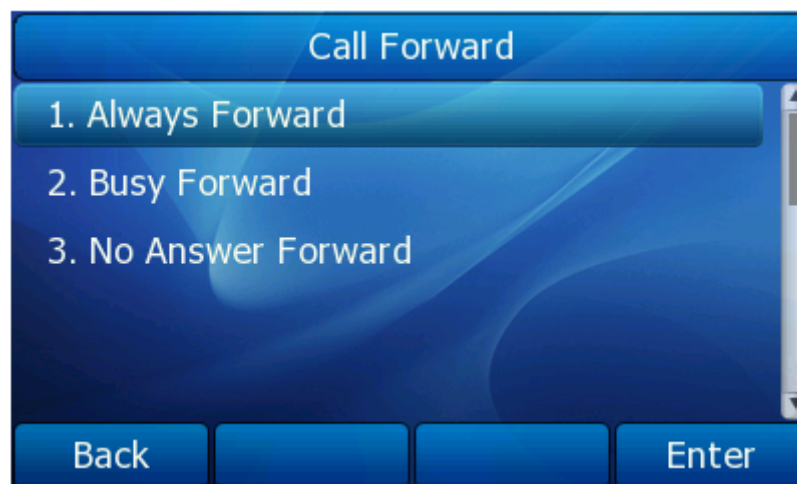 Call Forward
1. Always Forward
2. Busy Forward
3. No Answer Forward
Back Enter